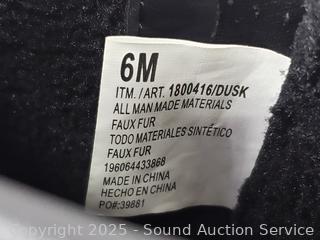 6M
ITM. / ART. 1800416/DUSK
ALL MAN MADE MATERIALS
FAUX FUR
TODO MATERIALES SINTÉTICO
FAUX FUR
196064433868
MADE IN CHINA
HECHO EN CHINA
PO#:39881
Copyright © 2025 - Sound Auction Service